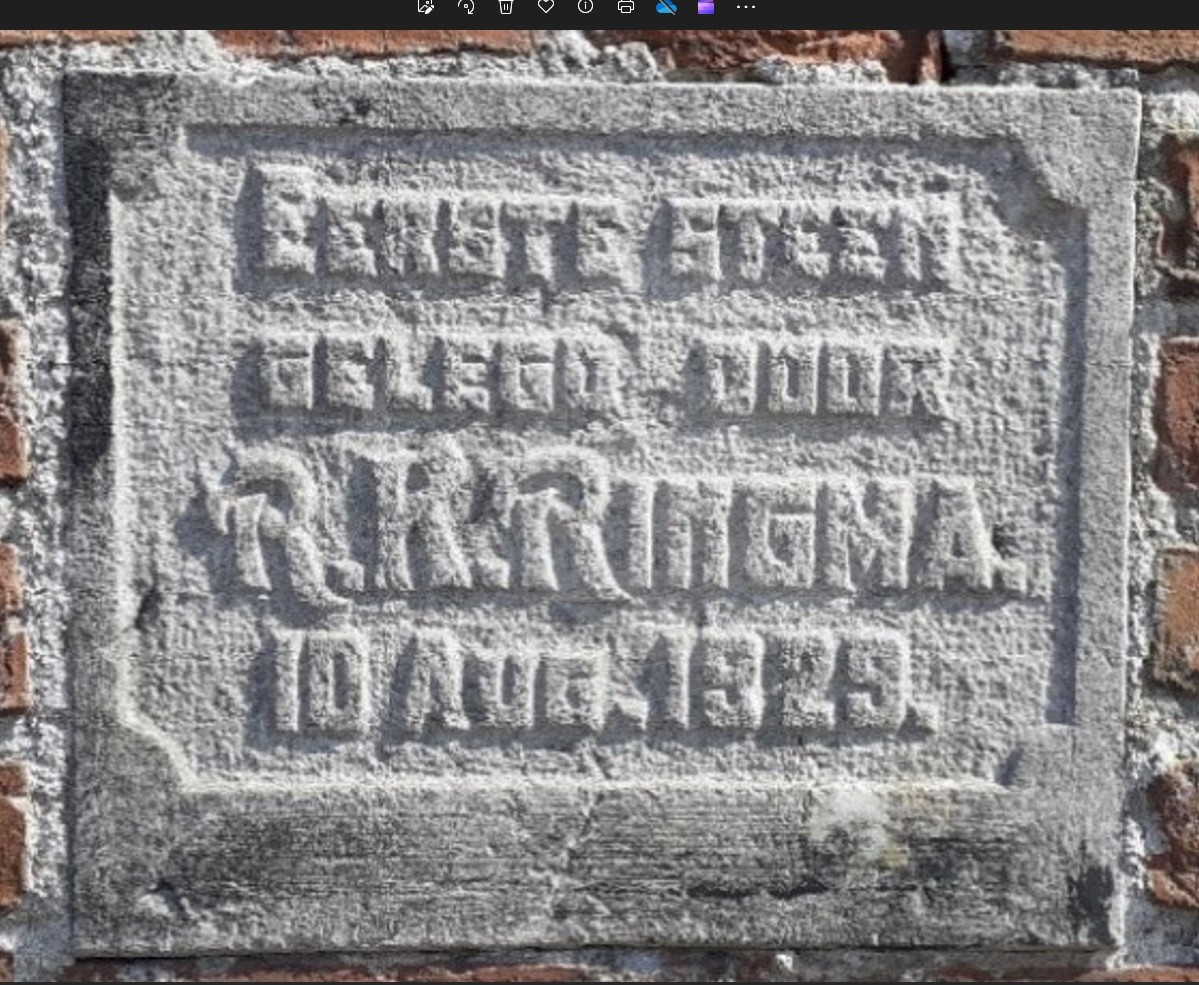 EERSTE STEEN
GELEGD DOOR
R.K.RINGMA.
10 AUG. 1929.